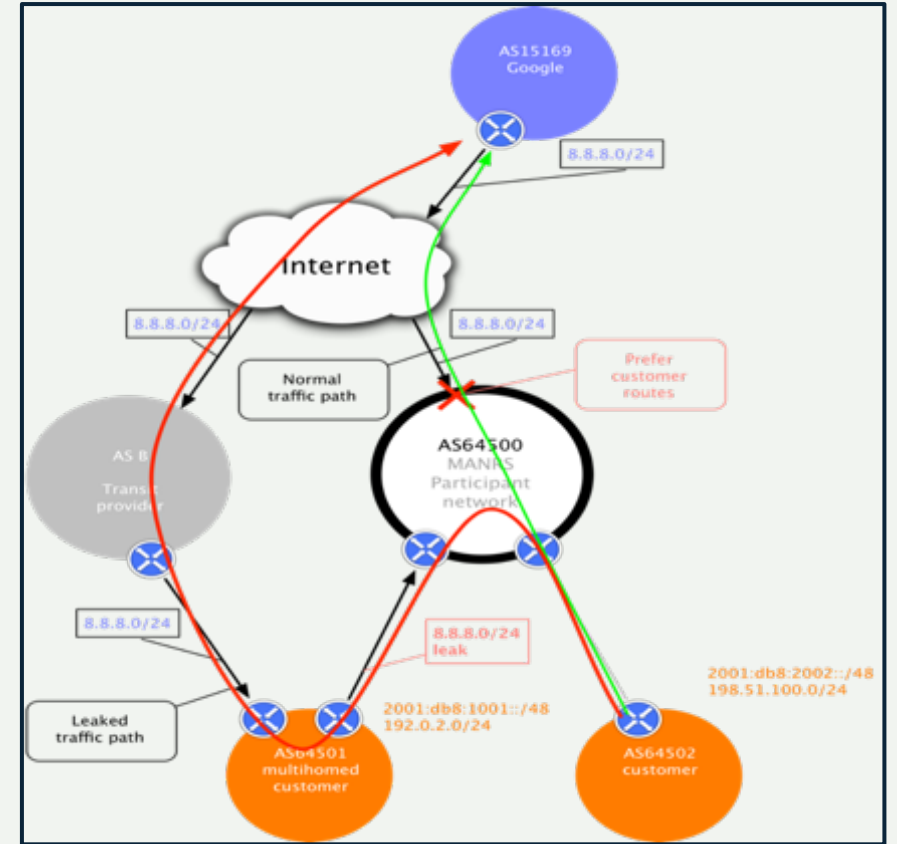 AS15169
Google
8.8.8.0/24
Internet
8.8.8.0/24
8.8.8.0/24
Normal
traffic path
Prefer
customer
routes
AS B
Transit
provider
AS64500
MANRS
Participant
network
8.8.8.0/24
8.8.8.0/24
leak
Leaked
traffic path
2001:db8:1001::/48
192.0.2.0/24
2001:db8:2002::/48
198.51.100.0/24
AS64501
multihomed
customer
AS64502
customer